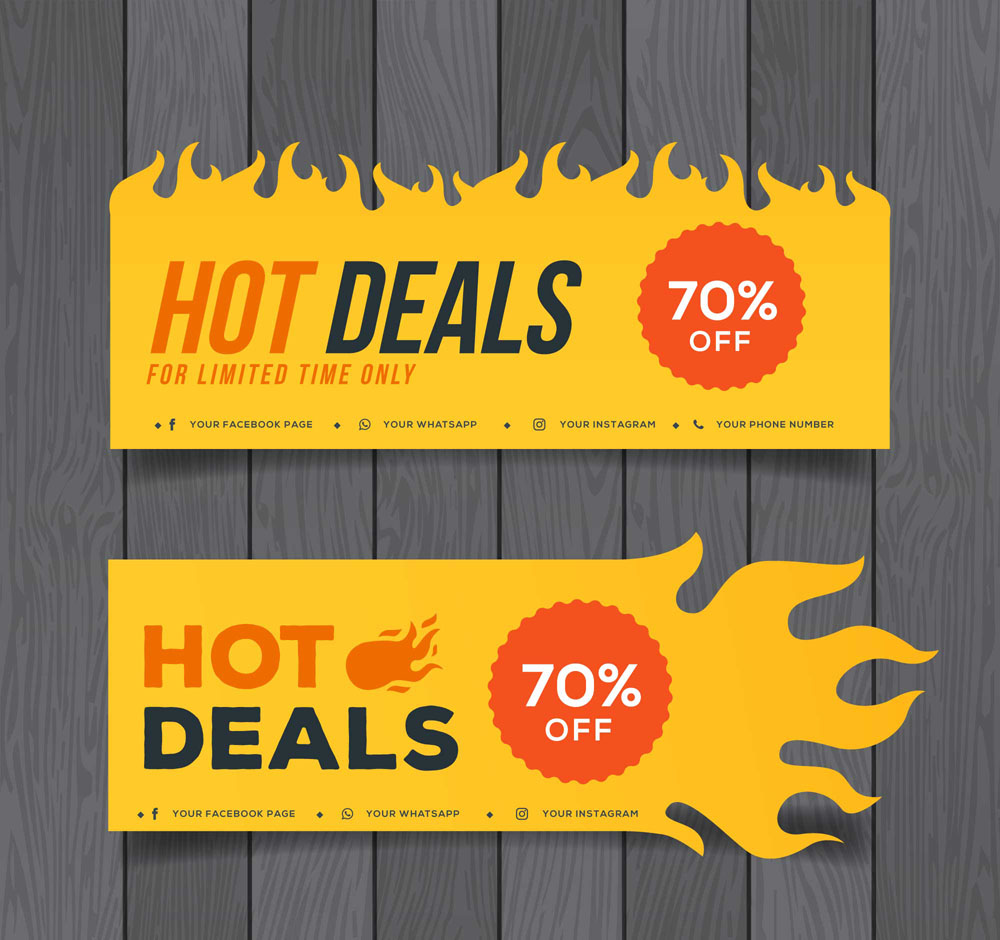 HOT DEALS
FOR LIMITED TIME ONLY
70%
OFF
YOUR FACEBOOK PAGE
YOUR WHATSAPP
YOUR INSTAGRAM
YOUR PHONE NUMBER
HOT
DEALS
70%
OFF
YOUR FACEBOOK PAGE
YOUR WHATSAPP
YOUR INSTAGRAM